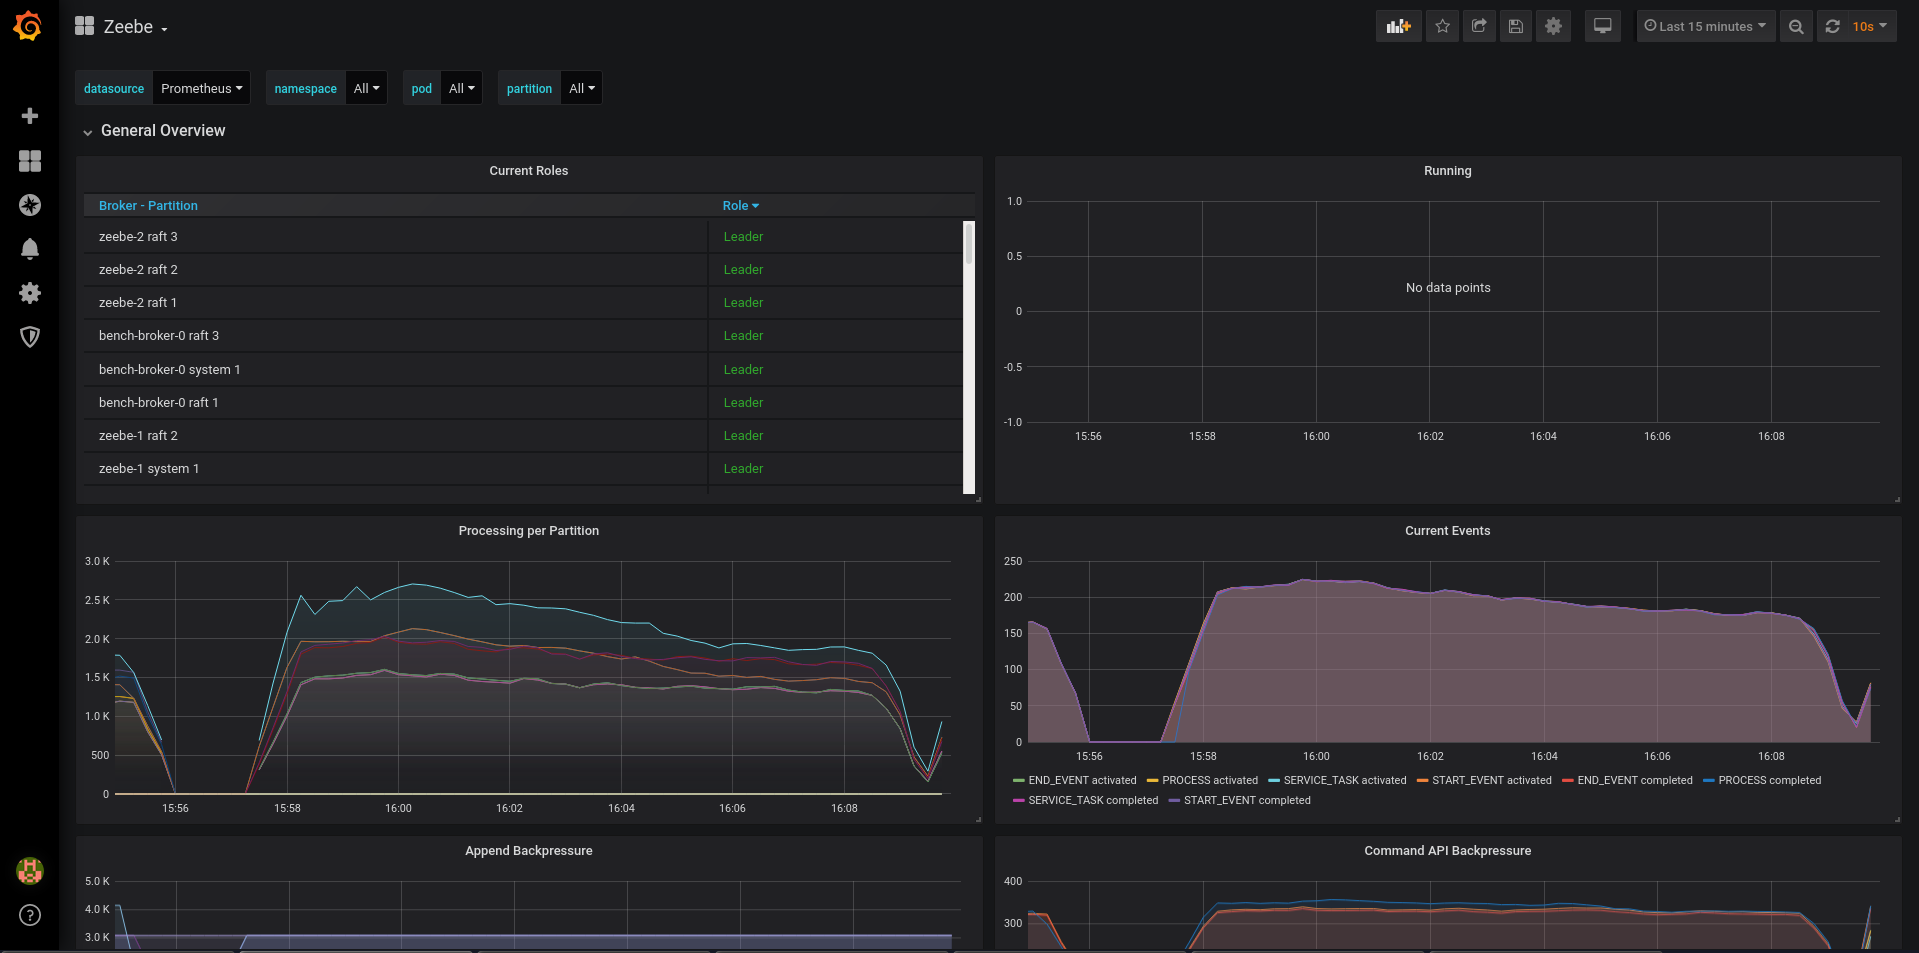 Zeebe
Last 15 minutes 10s
datasource Prometheus namespace All pod All partition All
General Overview
Current Roles
Broker - Partition Role
zeebe-2 raft 3 Leader
zeebe-2 raft 2 Leader
zeebe-2 raft 1 Leader
bench-broker-0 raft 3 Leader
bench-broker-0 system 1 Leader
bench-broker-0 raft 1 Leader
zeebe-1 raft 2 Leader
zeebe-1 system 1 Leader
Running
1.0
0.5
No data points
0
-0.5
-1.0
15:56 15:58 16:00 16:02 16:04 16:06 16:08
Processing per Partition
3.0 K
2.5 K
2.0 K
1.5 K
1.0 K
500
0
15:56 15:58 16:00 16:02 16:04 16:06 16:08
Current Events
250
200
150
100
50
0
15:56 15:58 16:00 16:02 16:04 16:06 16:08
END_EVENT activated PROCESS activated SERVICE_TASK activated START_EVENT activated END_EVENT completed PROCESS completed
SERVICE_TASK completed START_EVENT completed
Append Backpressure
5.0 K
4.0 K
3.0 K
Command API Backpressure
400
300